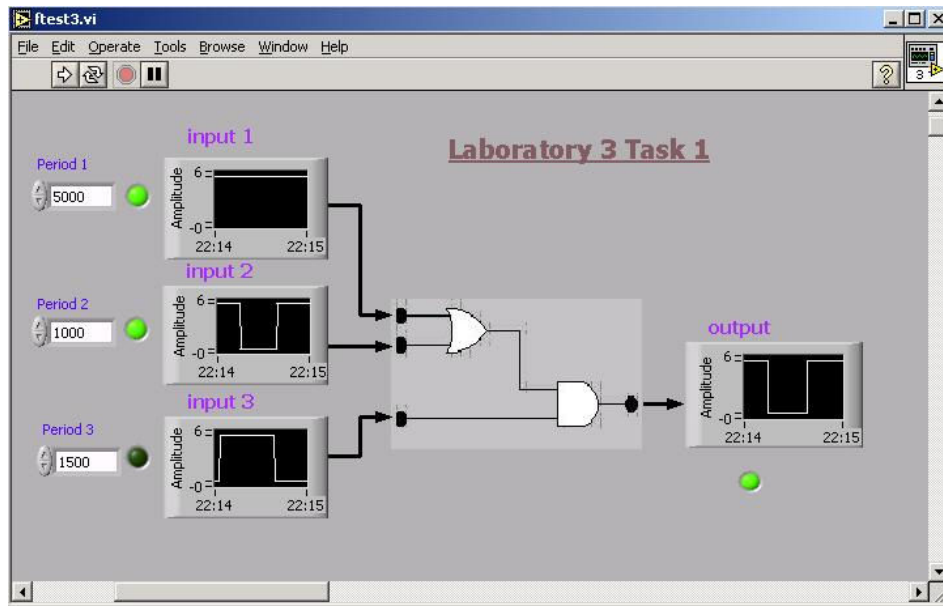 ftest3.vi
File Edit Operate Tools Browse Window Help
3
Laboratory 3 Task 1
input 1
Period 1
5000
Amplitude
6
-0
22:14 22:15
input 2
Period 2
1000
Amplitude
6
-0
22:14 22:15
input 3
Period 3
1500
Amplitude
6
-0
22:14 22:15
output
Amplitude
6
-0
22:14 22:15